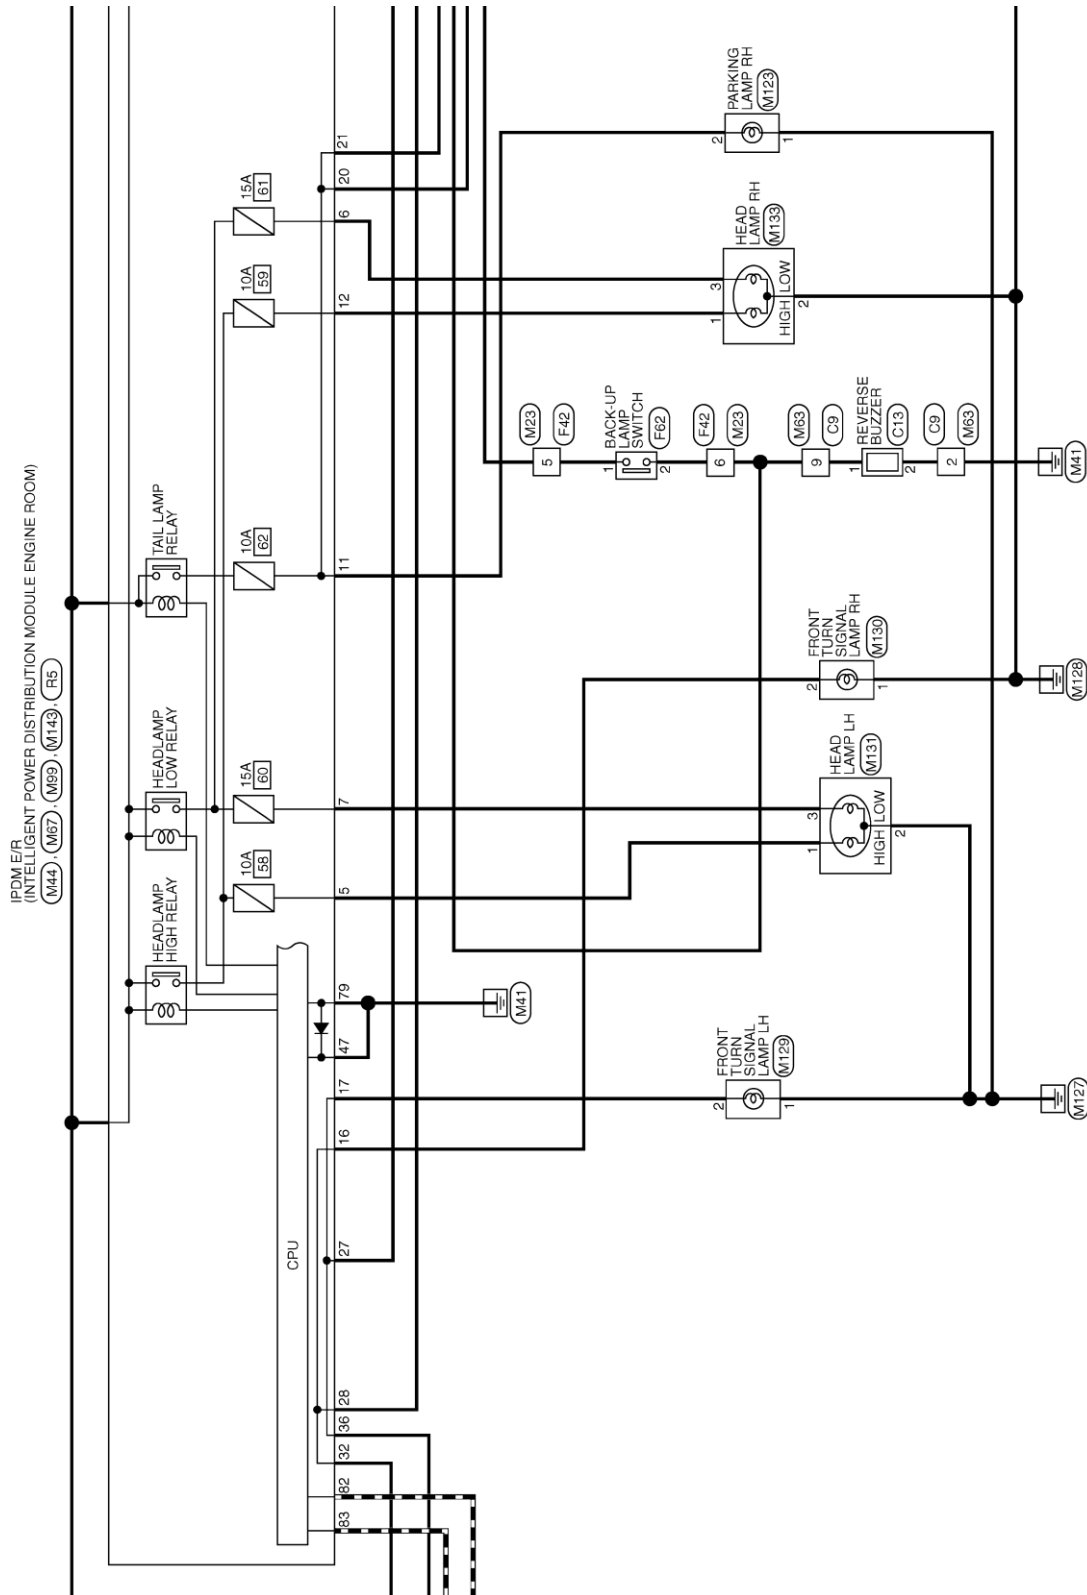 IPDM E/R
(INTELLIGENT POWER DISTRIBUTION MODULE ENGINE ROOM)
M44 , M67 , M99 , M143 , R5
HEADLAMP
HIGH RELAY
HEADLAMP
LOW RELAY
TAIL LAMP
RELAY
10A
58
15A
60
10A
62
10A
59
15A
61
CPU
83
82
32
36
28
27
16
17
47
79
5
7
11
12
6
20
21
M41
FRONT
TURN
SIGNAL
LAMP LH
M129
2
1
M127
HEAD
LAMP LH
M131
1
3
HIGH
LOW
2
FRONT
TURN
SIGNAL
LAMP RH
M130
2
1
M128
M23
F42
5
BACK-UP
LAMP
SWITCH
F62
1
2
F42
M23
6
M63
C9
9
REVERSE
BUZZER
C13
1
2
C9
M63
2
M41
HEAD
LAMP RH
M133
1
3
HIGH
LOW
2
PARKING
LAMP RH
M123
2
1